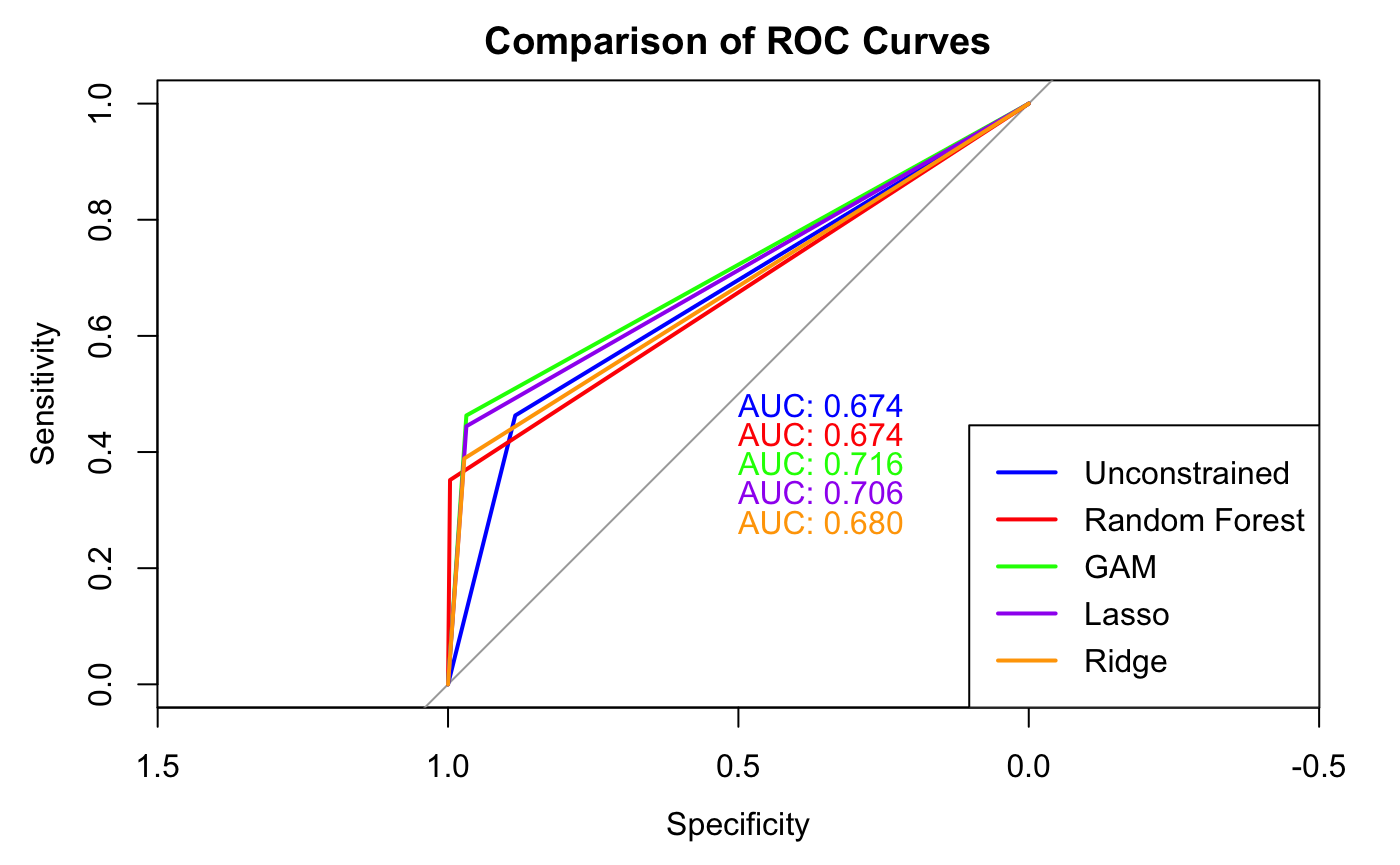 Comparison of ROC Curves
Sensitivity
1.0
0.8
0.6
0.4
0.2
0.0
AUC: 0.674
AUC: 0.674
AUC: 0.716
AUC: 0.706
AUC: 0.680
Unconstrained
Random Forest
GAM
Lasso
Ridge
1.5 1.0 0.5 0.0 -0.5
Specificity